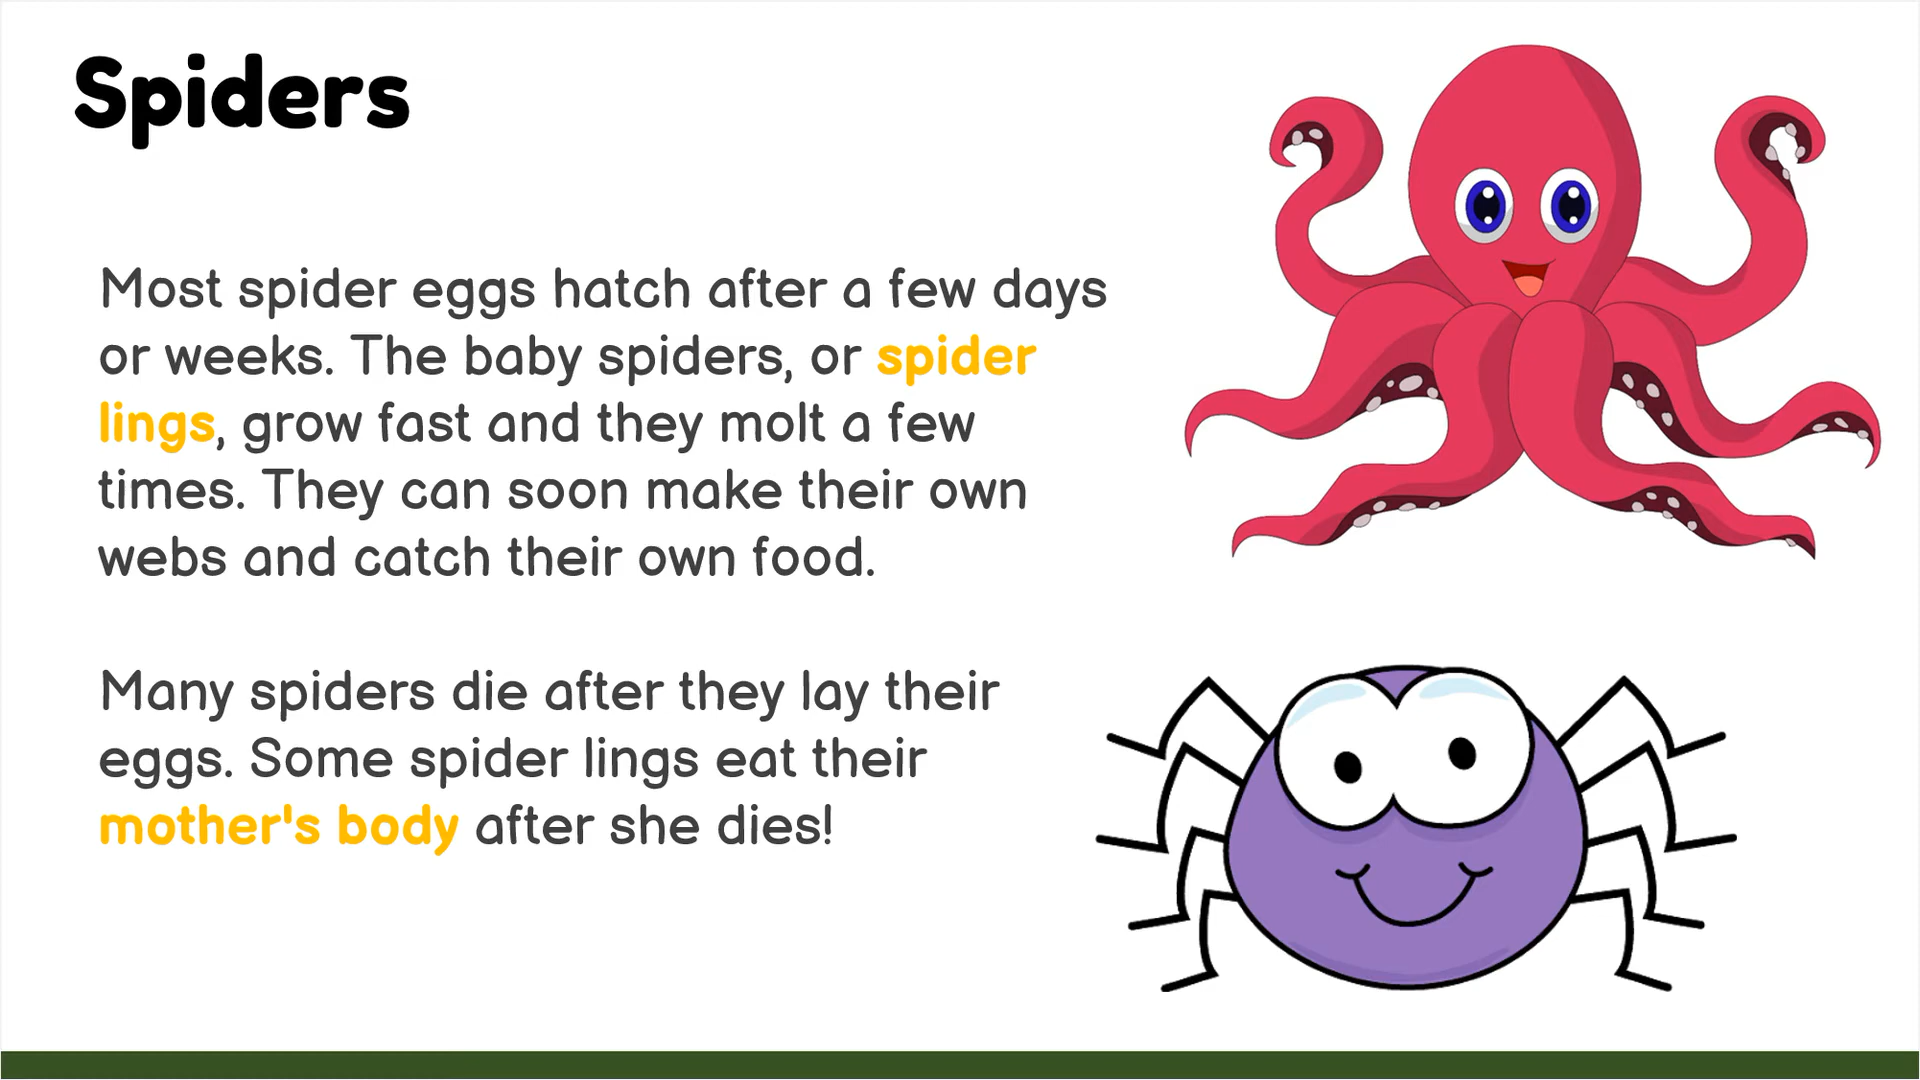 Spiders
Most spider eggs hatch after a few days
or weeks. The baby spiders, or spider
lings, grow fast and they molt a few
times. They can soon make their own
webs and catch their own food.
Many spiders die after they lay their
eggs. Some spider lings eat their
mother's body after she dies!